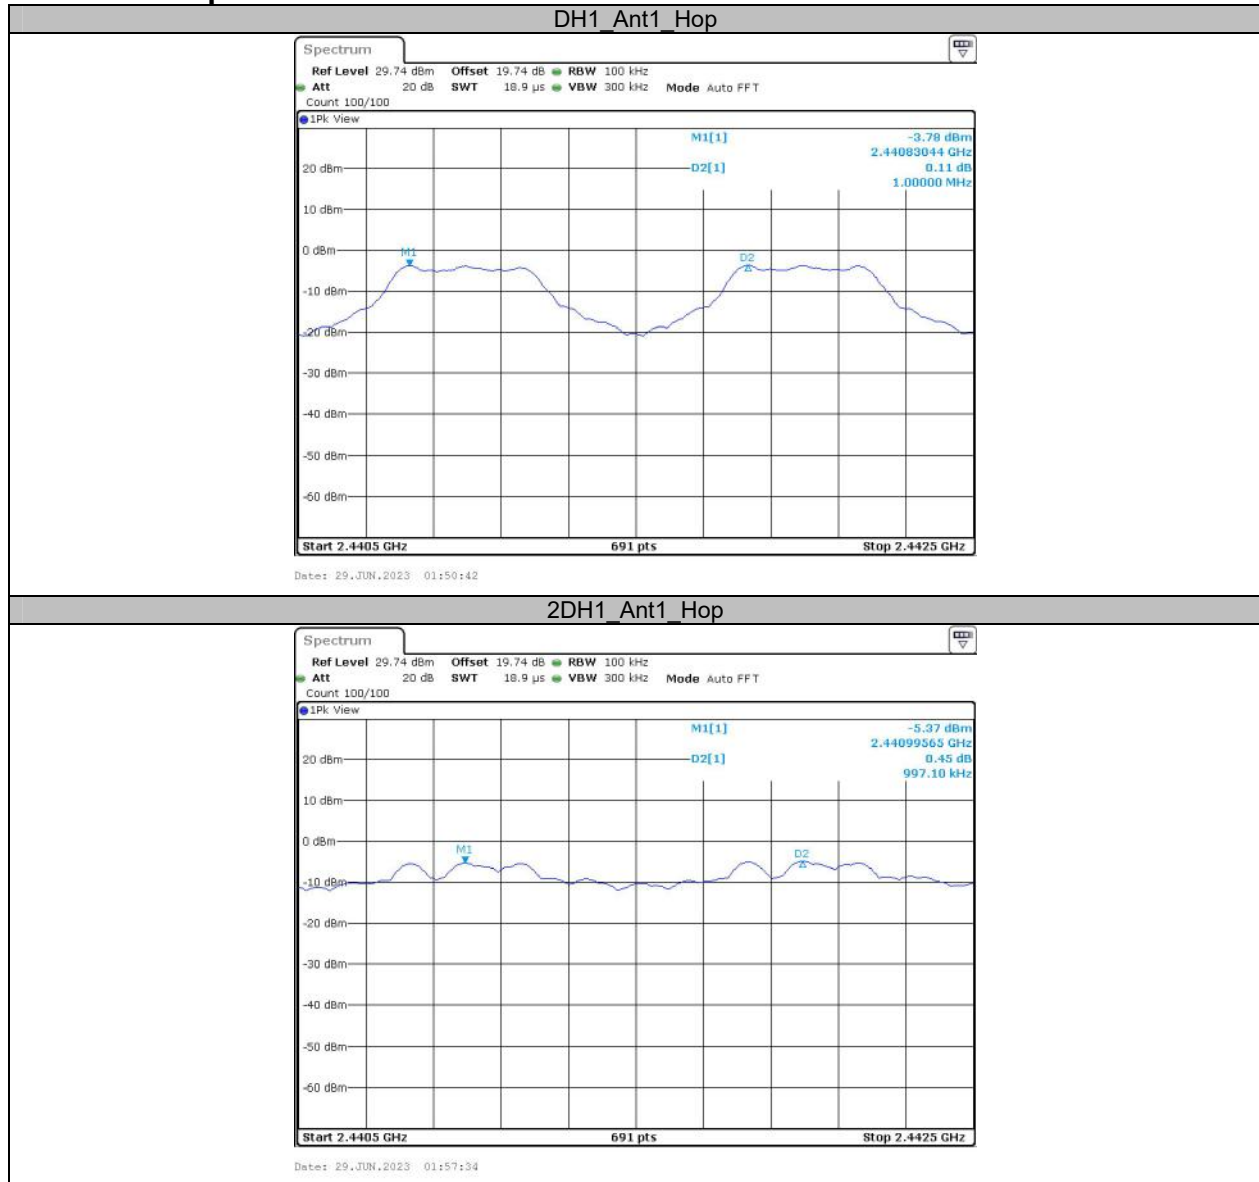 DH1_Ant1_Hop
Spectrum
Ref Level 29.74 dBm Offset 19.74 dB RBW 100 kHz
Att 20 dB SWT 18.9 µs VBW 300 kHz Mode Auto FFT
Count 100/100
1Pk View
M1[1] -3.78 dBm
2.44083044 GHz
20 dBm D2[1] 0.11 dB
1.00000 MHz
10 dBm
0 dBm
M1
D2
-10 dBm
-20 dBm
-30 dBm
-40 dBm
-50 dBm
-60 dBm
Start 2.4405 GHz 691 pts Stop 2.4425 GHz
Date: 29.JUN.2023 01:50:42
2DH1_Ant1_Hop
Spectrum
Ref Level 29.74 dBm Offset 19.74 dB RBW 100 kHz
Att 20 dB SWT 18.9 µs VBW 300 kHz Mode Auto FFT
Count 100/100
1Pk View
M1[1] -5.37 dBm
2.44099565 GHz
20 dBm D2[1] 0.45 dB
997.10 kHz
10 dBm
0 dBm
M1
D2
-10 dBm
-20 dBm
-30 dBm
-40 dBm
-50 dBm
-60 dBm
Start 2.4405 GHz 691 pts Stop 2.4425 GHz
Date: 29.JUN.2023 01:57:34